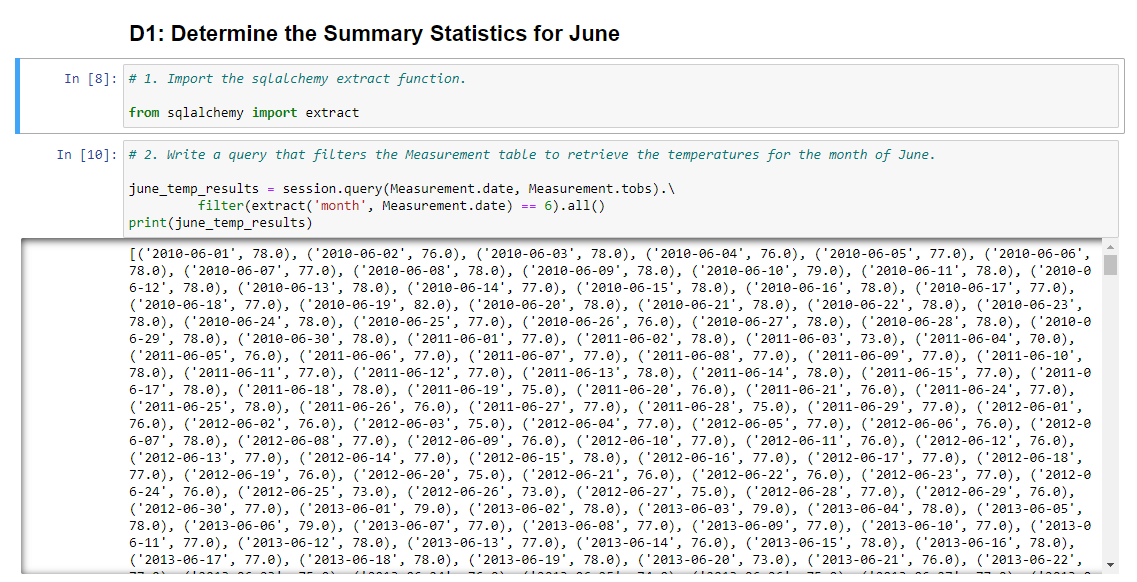 D1: Determine the Summary Statistics for June
In [8]: # 1. Import the sqlalchemy extract function.
from sqlalchemy import extract
In [10]: # 2. Write a query that filters the Measurement table to retrieve the temperatures for the month of June.
june_temp_results = session.query(Measurement.date, Measurement.tobs).\
filter(extract('month', Measurement.date) == 6).all()
print(june_temp_results)
[('2010-06-01', 78.0), ('2010-06-02', 76.0), ('2010-06-03', 78.0), ('2010-06-04', 76.0), ('2010-06-05', 77.0), ('2010-06-06',
78.0), ('2010-06-07', 77.0), ('2010-06-08', 78.0), ('2010-06-09', 78.0), ('2010-06-10', 79.0), ('2010-06-11', 78.0), ('2010-0
6-12', 78.0), ('2010-06-13', 78.0), ('2010-06-14', 77.0), ('2010-06-15', 78.0), ('2010-06-16', 78.0), ('2010-06-17', 77.0),
('2010-06-18', 77.0), ('2010-06-19', 82.0), ('2010-06-20', 78.0), ('2010-06-21', 78.0), ('2010-06-22', 78.0), ('2010-06-23',
78.0), ('2010-06-24', 78.0), ('2010-06-25', 77.0), ('2010-06-26', 76.0), ('2010-06-27', 78.0), ('2010-06-28', 78.0), ('2010-0
6-29', 78.0), ('2010-06-30', 78.0), ('2011-06-01', 77.0), ('2011-06-02', 78.0), ('2011-06-03', 73.0), ('2011-06-04', 70.0),
('2011-06-05', 76.0), ('2011-06-06', 77.0), ('2011-06-07', 77.0), ('2011-06-08', 77.0), ('2011-06-09', 77.0), ('2011-06-10',
78.0), ('2011-06-11', 77.0), ('2011-06-12', 77.0), ('2011-06-13', 78.0), ('2011-06-14', 78.0), ('2011-06-15', 77.0), ('2011-0
6-17', 78.0), ('2011-06-18', 78.0), ('2011-06-19', 75.0), ('2011-06-20', 76.0), ('2011-06-21', 76.0), ('2011-06-24', 77.0),
('2011-06-25', 78.0), ('2011-06-26', 76.0), ('2011-06-27', 77.0), ('2011-06-28', 75.0), ('2011-06-29', 77.0), ('2012-06-01',
76.0), ('2012-06-02', 76.0), ('2012-06-03', 75.0), ('2012-06-04', 77.0), ('2012-06-05', 77.0), ('2012-06-06', 76.0), ('2012-0
6-07', 78.0), ('2012-06-08', 77.0), ('2012-06-09', 76.0), ('2012-06-10', 77.0), ('2012-06-11', 76.0), ('2012-06-12', 76.0),
('2012-06-13', 77.0), ('2012-06-14', 77.0), ('2012-06-15', 78.0), ('2012-06-16', 77.0), ('2012-06-17', 77.0), ('2012-06-18',
77.0), ('2012-06-19', 76.0), ('2012-06-20', 75.0), ('2012-06-21', 76.0), ('2012-06-22', 76.0), ('2012-06-23', 77.0), ('2012-0
6-24', 76.0), ('2012-06-25', 73.0), ('2012-06-26', 73.0), ('2012-06-27', 75.0), ('2012-06-28', 77.0), ('2012-06-29', 76.0),
('2012-06-30', 77.0), ('2013-06-01', 79.0), ('2013-06-02', 78.0), ('2013-06-03', 79.0), ('2013-06-04', 78.0), ('2013-06-05',
78.0), ('2013-06-06', 79.0), ('2013-06-07', 77.0), ('2013-06-08', 77.0), ('2013-06-09', 77.0), ('2013-06-10', 77.0), ('2013-0
6-11', 77.0), ('2013-06-12', 78.0), ('2013-06-13', 77.0), ('2013-06-14', 76.0), ('2013-06-15', 78.0), ('2013-06-16', 78.0),
('2013-06-17', 77.0), ('2013-06-18', 78.0), ('2013-06-19', 78.0), ('2013-06-20', 73.0), ('2013-06-21', 76.0), ('2013-06-22',